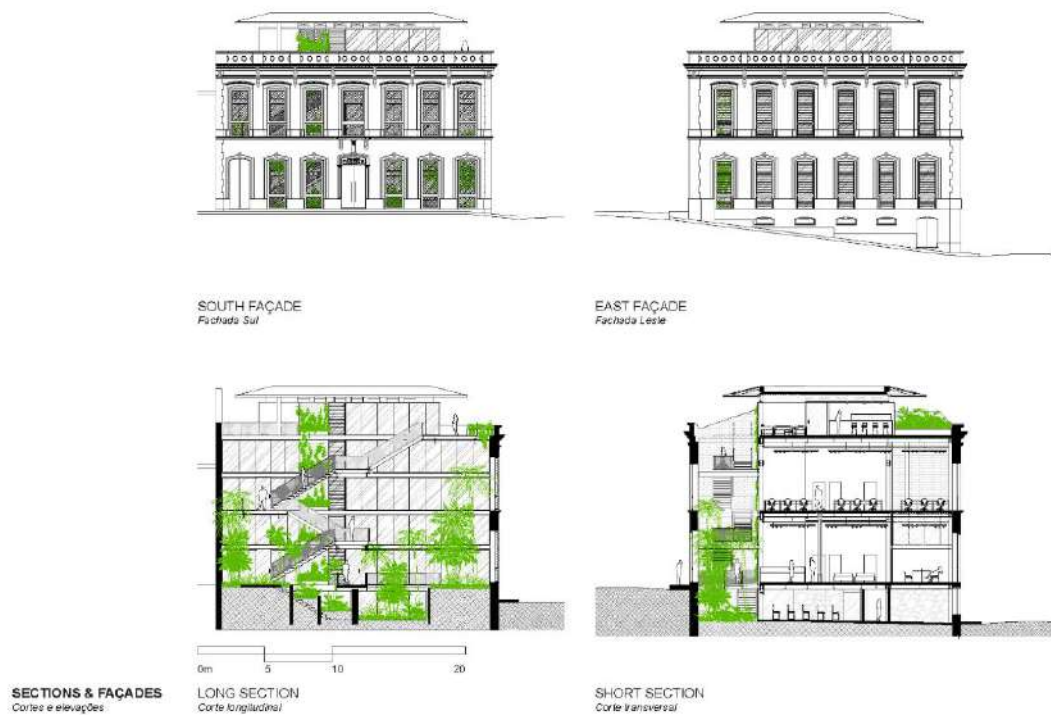 SOUTH FAÇADE
Fachada Sul
EAST FAÇADE
Fachada Leste
0m 5 10 20
SECTIONS & FAÇADES
Cortes e elevações
LONG SECTION
Corte longitudinal
SHORT SECTION
Corte transversal